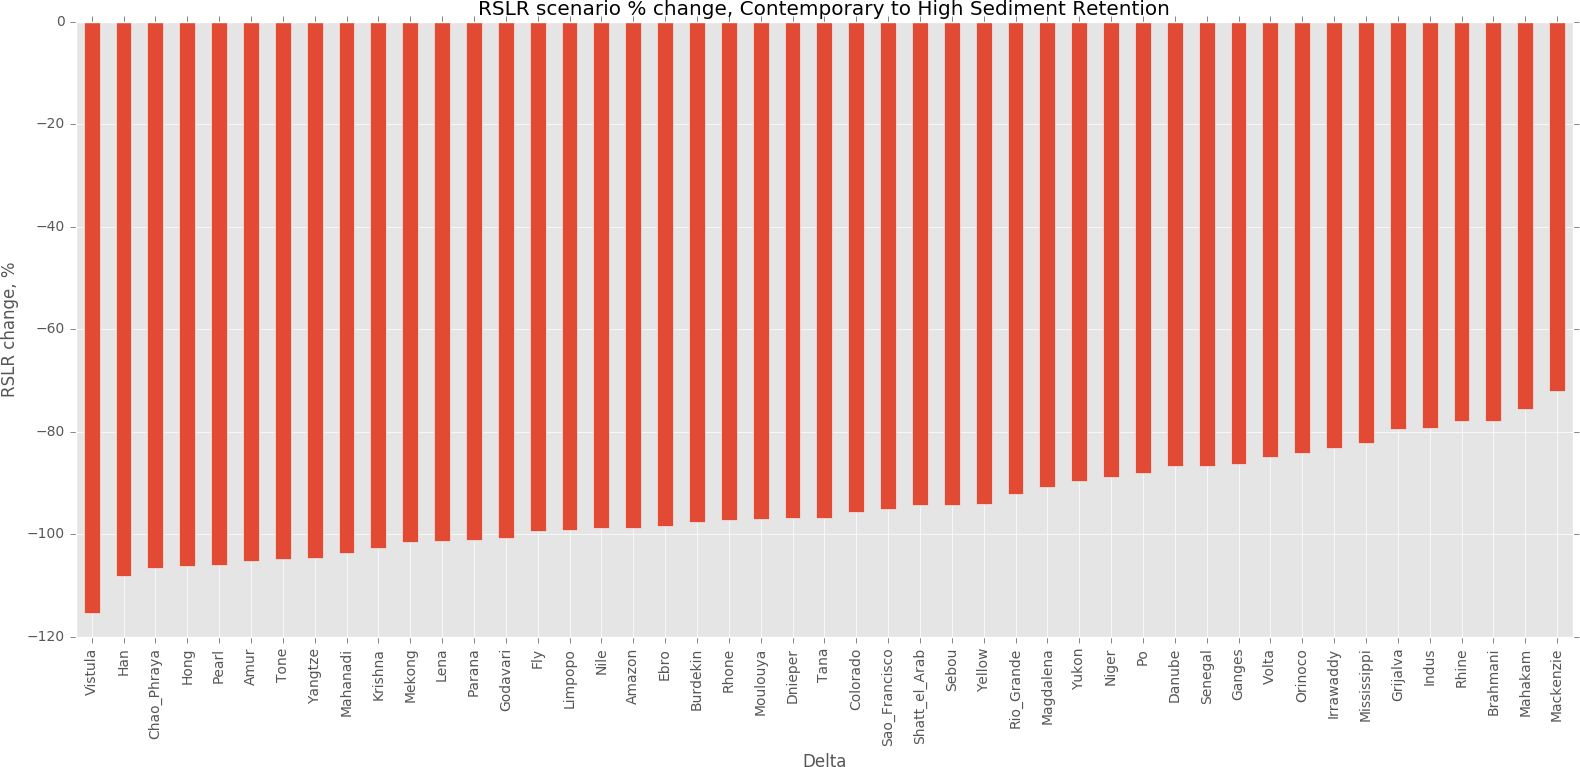 RSLR scenario % change, Contemporary to High Sediment Retention
0
−20
−40
−60
−80
−100
−120
RSLR change, %
Vistula
Han
Chao_Phraya
Hong
Pearl
Amur
Tone
Yangtze
Mahanadi
Krishna
Mekong
Lena
Parana
Godavari
Fly
Limpopo
Nile
Amazon
Ebro
Burdekin
Rhone
Moulouya
Dnieper
Tana
Colorado
Sao_Francisco
Shatt_el_Arab
Sebou
Yellow
Rio_Grande
Magdalena
Yukon
Niger
Po
Danube
Senegal
Ganges
Volta
Orinoco
Irrawaddy
Mississippi
Grijalva
Indus
Rhine
Brahmani
Mahakam
Mackenzie
Delta